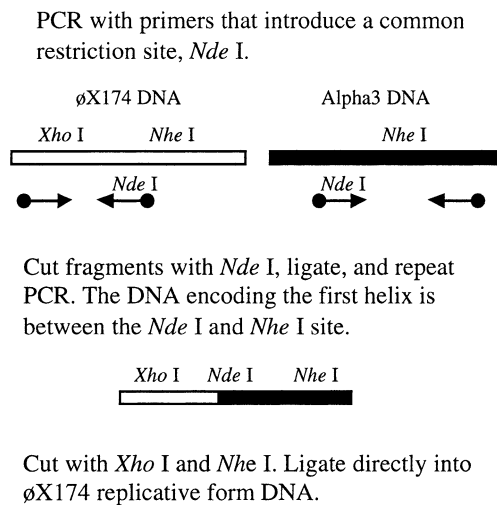 PCR with primers that introduce a common
restriction site, Nde I.
øX174 DNA Alpha3 DNA
Xho I Nhe I Nhe I
Nde I Nde I
Cut fragments with Nde I, ligate, and repeat
PCR. The DNA encoding the first helix is
between the Nde I and Nhe I site.
Xho I Nde I Nhe I
Cut with Xho I and Nhe I. Ligate directly into
øX174 replicative form DNA.